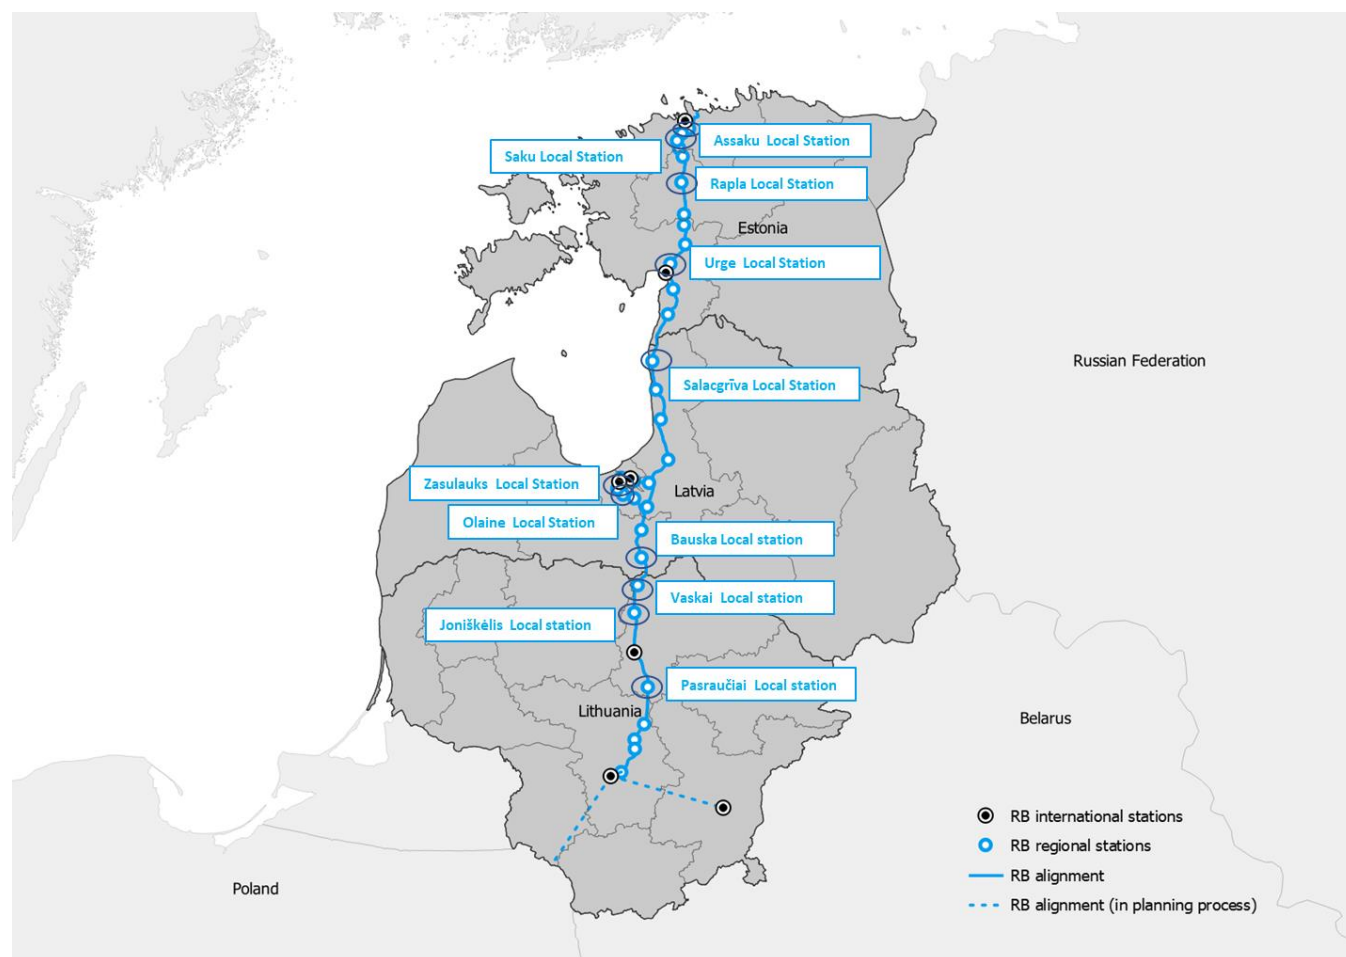 Assaku Local Station
Saku Local Station
Rapla Local Station
Estonia
Urge Local Station
Russian Federation
Salacgrīva Local Station
Zasulauks Local Station
Latvia
Olaine Local Station
Bauska Local station
Vaskai Local station
Joniškėlis Local station
Pasraučiai Local station
Lithuania
Belarus
RB international stations
RB regional stations
RB alignment
Poland
RB alignment (in planning process)